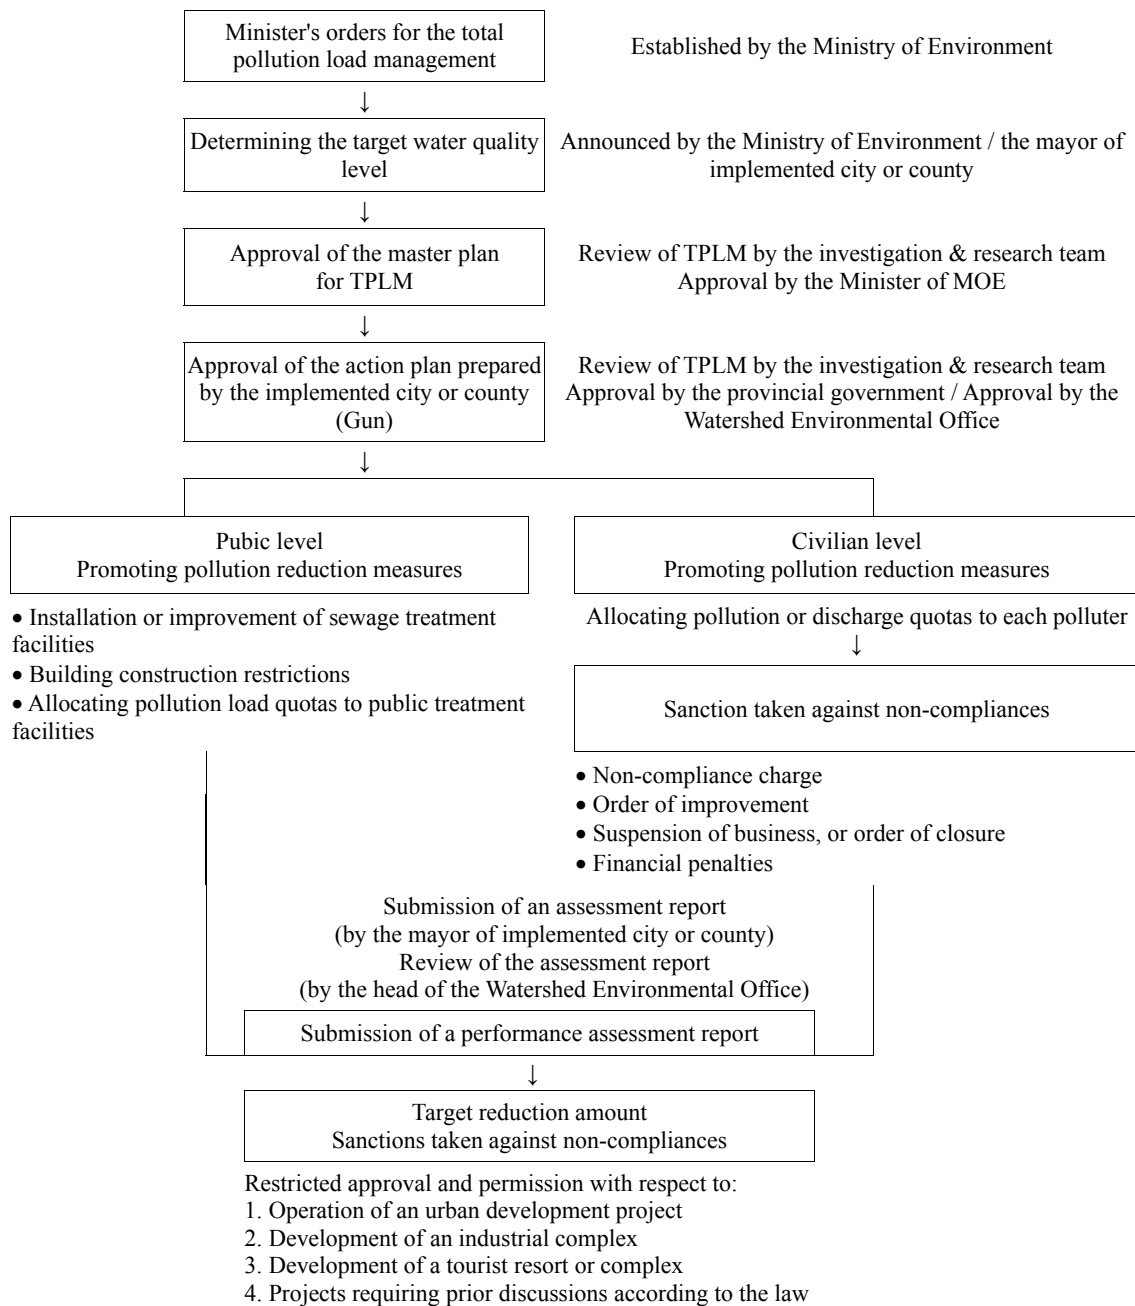 Minister's orders for the total
pollution load management
Established by the Ministry of Environment
↓
Determining the target water quality
level
Announced by the Ministry of Environment / the mayor of
implemented city or county
↓
Approval of the master plan
for TPLM
Review of TPLM by the investigation & research team
Approval by the Minister of MOE
↓
Approval of the action plan prepared
by the implemented city or county
(Gun)
Review of TPLM by the investigation & research team
Approval by the provincial government / Approval by the
Watershed Environmental Office
↓
Pubic level
Promoting pollution reduction measures
• Installation or improvement of sewage treatment
facilities
• Building construction restrictions
• Allocating pollution load quotas to public treatment
facilities
Civilian level
Promoting pollution reduction measures
Allocating pollution or discharge quotas to each polluter
↓
Sanction taken against non-compliances
• Non-compliance charge
• Order of improvement
• Suspension of business, or order of closure
• Financial penalties
Submission of an assessment report
(by the mayor of implemented city or county)
Review of the assessment report
(by the head of the Watershed Environmental Office)
Submission of a performance assessment report
↓
Target reduction amount
Sanctions taken against non-compliances
Restricted approval and permission with respect to:
1. Operation of an urban development project
2. Development of an industrial complex
3. Development of a tourist resort or complex
4. Projects requiring prior discussions according to the law